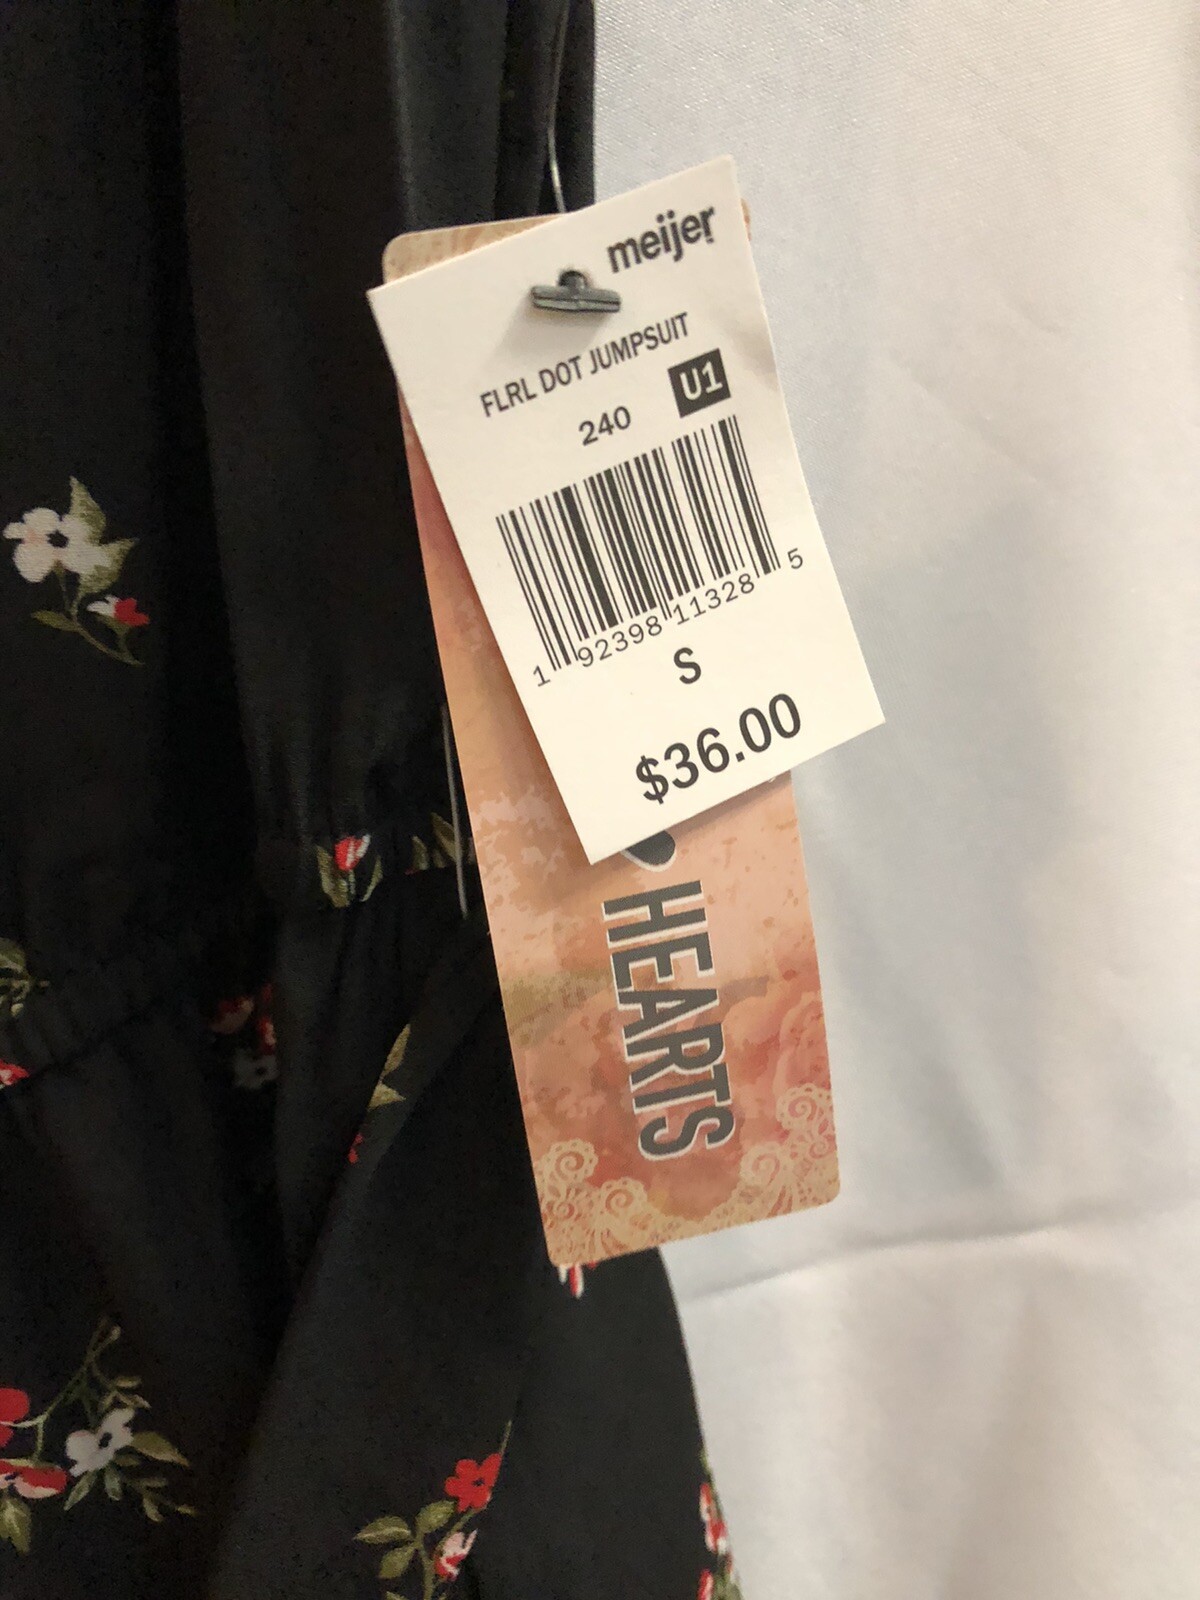 meijer
FLRL DOT JUMPSUIT
240 U1
1 92398 11328 5
S
$36.00
HEARTS